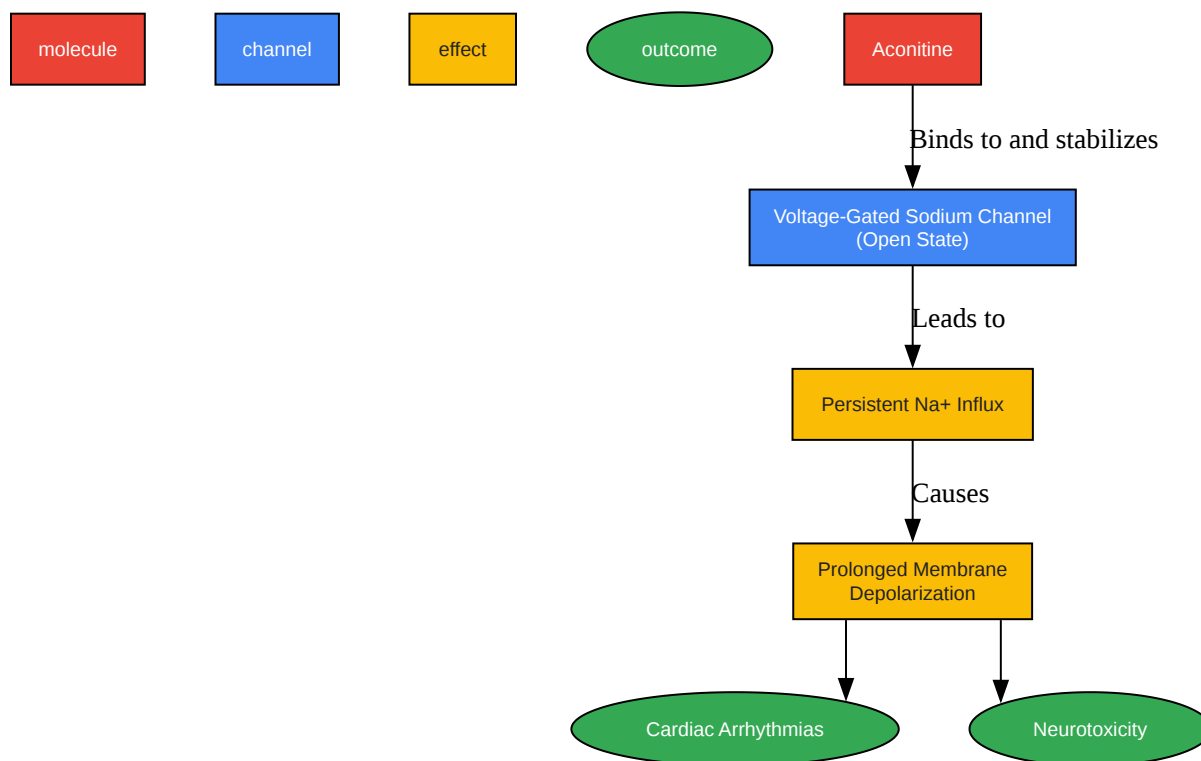 molecule
channel
effect
outcome
Aconitine
Binds to and stabilizes
Voltage-Gated Sodium Channel
(Open State)
Leads to
Persistent Na+ Influx
Causes
Prolonged Membrane
Depolarization
Cardiac Arrhythmias
Neurotoxicity